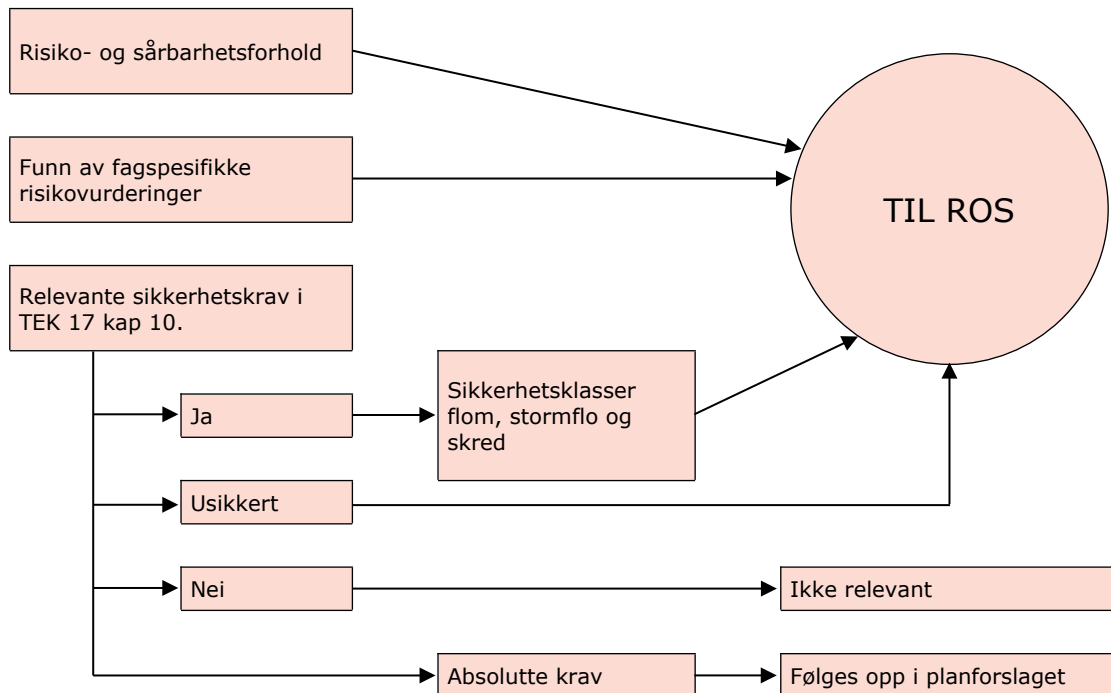 Risiko- og sårbarhetsforhold
Funn av fagspesifikke
risikovurderinger
TIL ROS
Relevante sikkerhetskrav i
TEK 17 kap 10.
Ja
Sikkerhetsklasser
flom, stormflo og
skred
Usikkert
Nei
Ikke relevant
Absolutte krav
Følges opp i planforslaget